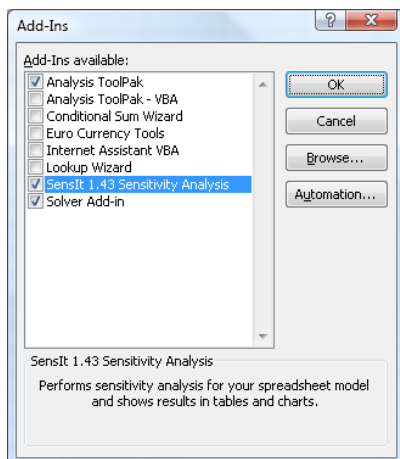 Add-Ins
?
X
Add-Ins available:
Analysis ToolPak
Analysis ToolPak - VBA
Conditional Sum Wizard
Euro Currency Tools
Internet Assistant VBA
Lookup Wizard
SensIt 1.43 Sensitivity Analysis
Solver Add-in
OK
Cancel
Browse...
Automation...
SensIt 1.43 Sensitivity Analysis
Performs sensitivity analysis for your spreadsheet model
and shows results in tables and charts.